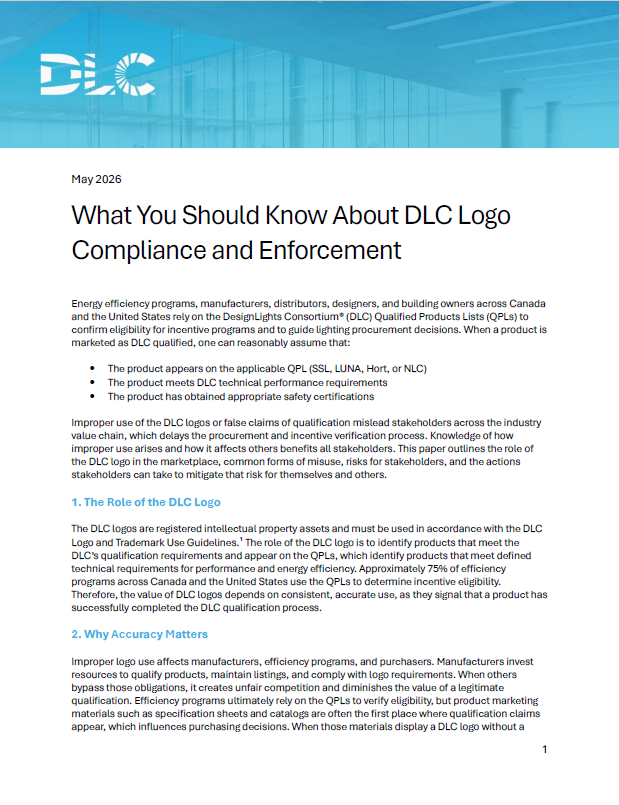 DLC
May 2026
What You Should Know About DLC Logo
Compliance and Enforcement
Energy efficiency programs, manufacturers, distributors, designers, and building owners across Canada
and the United States rely on the DesignLights Consortium® (DLC) Qualified Products Lists (QPLs) to
confirm eligibility for incentive programs and to guide lighting procurement decisions. When a product is
marketed as DLC qualified, one can reasonably assume that:
• The product appears on the applicable QPL (SSL, LUNA, Hort, or NLC)
• The product meets DLC technical performance requirements
• The product has obtained appropriate safety certifications
Improper use of the DLC logos or false claims of qualification mislead stakeholders across the industry
value chain, which delays the procurement and incentive verification process. Knowledge of how
improper use arises and how it affects others benefits all stakeholders. This paper outlines the role of
the DLC logo in the marketplace, common forms of misuse, risks for stakeholders, and the actions
stakeholders can take to mitigate that risk for themselves and others.
1. The Role of the DLC Logo
The DLC logos are registered intellectual property assets and must be used in accordance with the DLC
Logo and Trademark Use Guidelines.¹ The role of the DLC logo is to identify products that meet the
DLC's qualification requirements and appear on the QPLs, which identify products that meet defined
technical requirements for performance and energy efficiency. Approximately 75% of efficiency
programs across Canada and the United States use the QPLs to determine incentive eligibility.
Therefore, the value of DLC logos depends on consistent, accurate use, as they signal that a product has
successfully completed the DLC qualification process.
2. Why Accuracy Matters
Improper logo use affects manufacturers, efficiency programs, and purchasers. Manufacturers invest
resources to qualify products, maintain listings, and comply with logo requirements. When others
bypass those obligations, it creates unfair competition and diminishes the value of a legitimate
qualification. Efficiency programs ultimately rely on the QPLs to verify eligibility, but product marketing
materials such as specification sheets and catalogs are often the first place where qualification claims
appear, which influences purchasing decisions. When those materials display a DLC logo without a
1